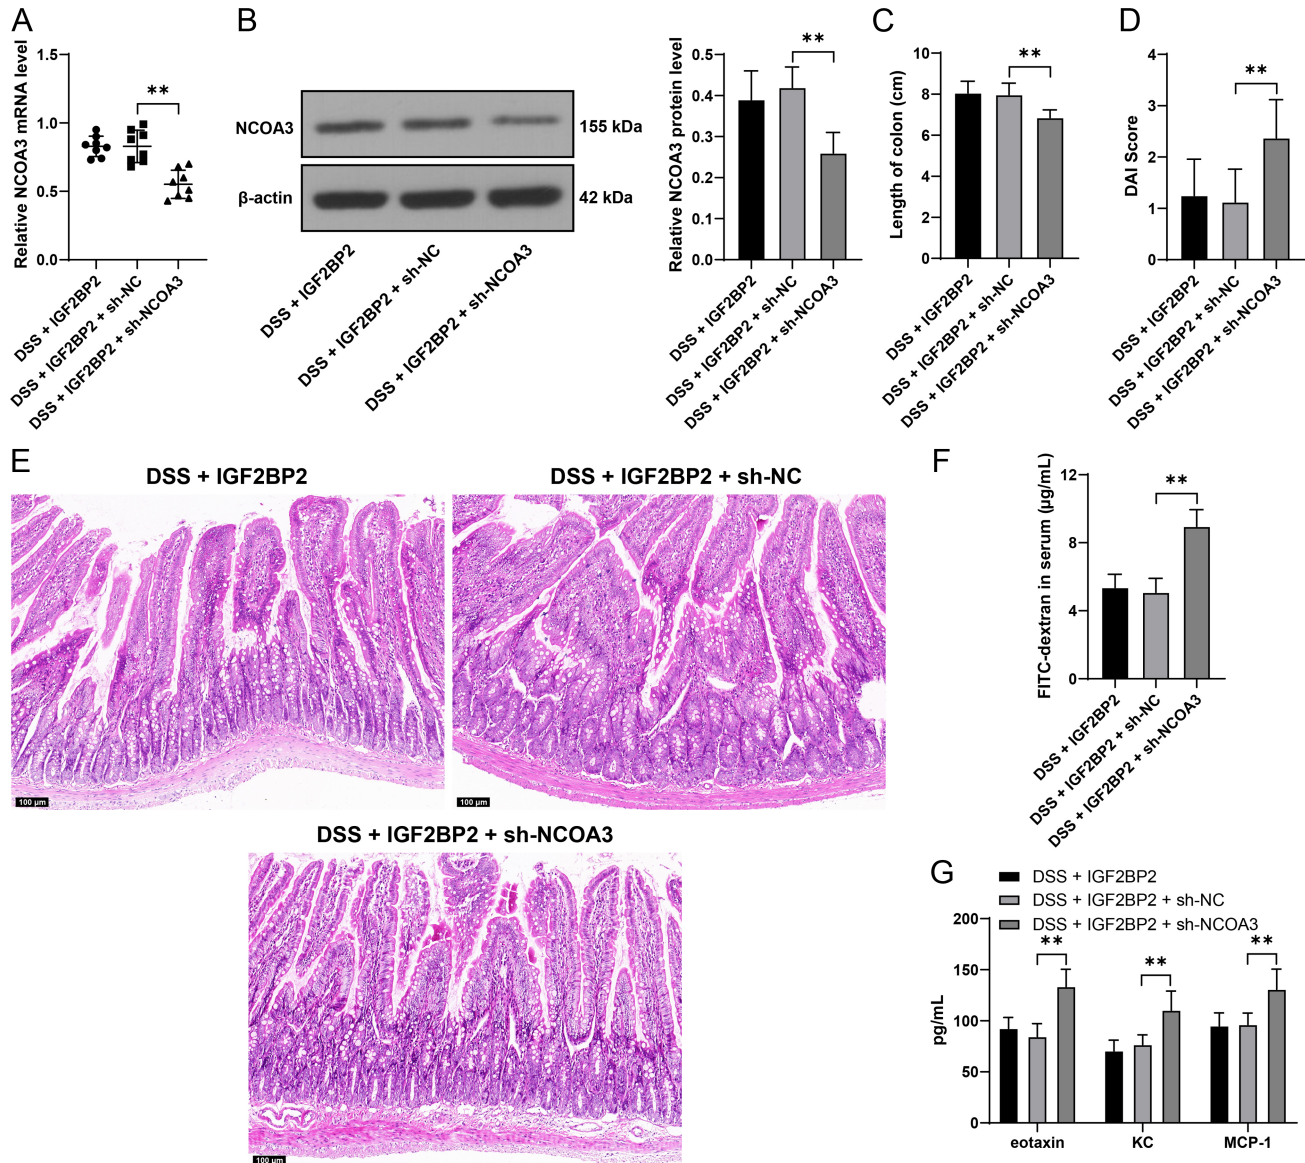 A
Relative NCOA3 mRNA level
1.5
1.0
0.5
0.0
**
DSS + IGF2BP2
DSS + IGF2BP2 + sh-NC
DSS + IGF2BP2 + sh-NCOA3
B
NCOA3
155 kDa
β-actin
42 kDa
DSS + IGF2BP2
DSS + IGF2BP2 + sh-NC
DSS + IGF2BP2 + sh-NCOA3
Relative NCOA3 protein level
0.5
0.4
0.3
0.2
0.1
0.0
**
DSS + IGF2BP2
DSS + IGF2BP2 + sh-NC
DSS + IGF2BP2 + sh-NCOA3
C
Length of colon (cm)
10
8
6
4
2
0
**
DSS + IGF2BP2
DSS + IGF2BP2 + sh-NC
DSS + IGF2BP2 + sh-NCOA3
D
DAI Score
4
3
2
1
0
**
DSS + IGF2BP2
DSS + IGF2BP2 + sh-NC
DSS + IGF2BP2 + sh-NCOA3
E
DSS + IGF2BP2
100 μm
DSS + IGF2BP2 + sh-NC
100 μm
DSS + IGF2BP2 + sh-NCOA3
100 μm
F
FITC-dextran in serum (μg/mL)
12
8
4
0
**
DSS + IGF2BP2
DSS + IGF2BP2 + sh-NC
DSS + IGF2BP2 + sh-NCOA3
G
DSS + IGF2BP2
DSS + IGF2BP2 + sh-NC
DSS + IGF2BP2 + sh-NCOA3
pg/mL
200
150
100
50
0
**
**
**
eotaxin
KC
MCP-1